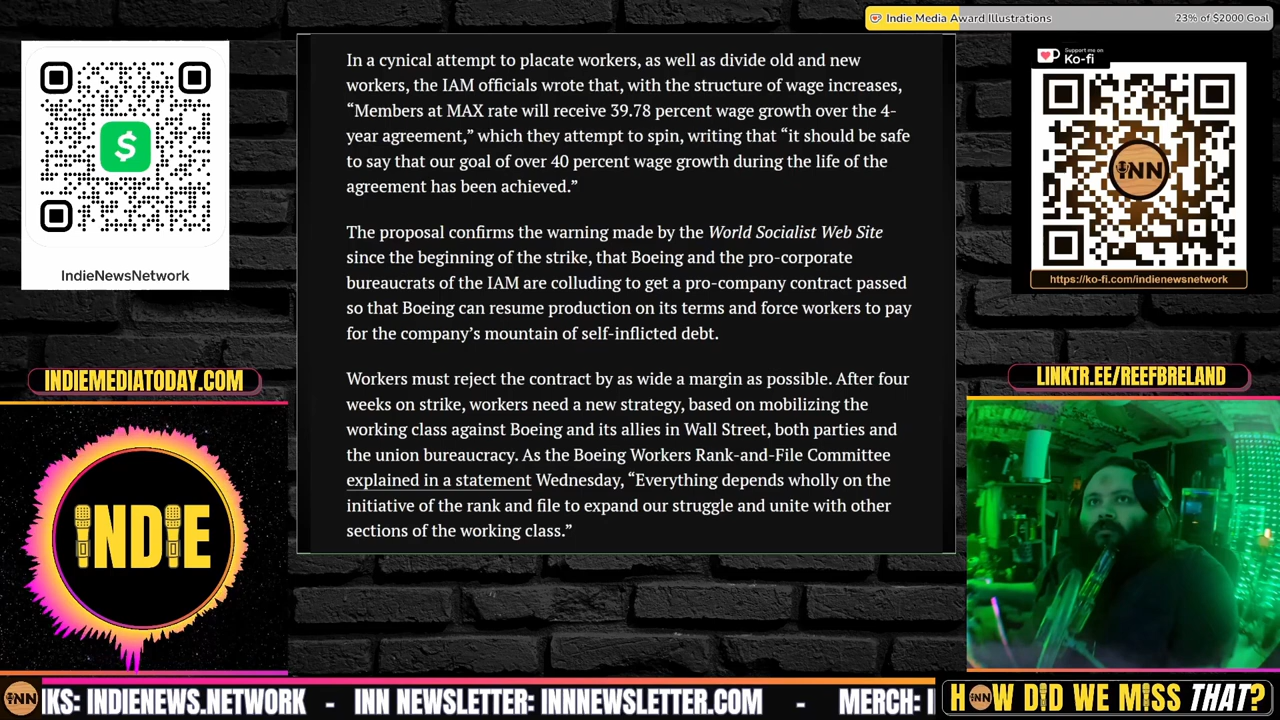 Indie Media Award Illustrations
23% of $2000 Goal
IndieNewsNetwork
INDIEMEDIATODAY.COM
INDIE
In a cynical attempt to placate workers, as well as divide old and new
workers, the IAM officials wrote that, with the structure of wage increases,
“Members at MAX rate will receive 39.78 percent wage growth over the 4-
year agreement,” which they attempt to spin, writing that “it should be safe
to say that our goal of over 40 percent wage growth during the life of the
agreement has been achieved.”
The proposal confirms the warning made by the World Socialist Web Site
since the beginning of the strike, that Boeing and the pro-corporate
bureaucrats of the IAM are colluding to get a pro-company contract passed
so that Boeing can resume production on its terms and force workers to pay
for the company’s mountain of self-inflicted debt.
Workers must reject the contract by as wide a margin as possible. After four
weeks on strike, workers need a new strategy, based on mobilizing the
working class against Boeing and its allies in Wall Street, both parties and
the union bureaucracy. As the Boeing Workers Rank-and-File Committee
explained in a statement Wednesday, “Everything depends wholly on the
initiative of the rank and file to expand our struggle and unite with other
sections of the working class.”
Support me on
Ko-fi
INN
https://ko-fi.com/indienewsnetwork
LINKTR.EE/REEFBRELAND
INN
IKS: INDIENEWS.NETWORK - INN NEWSLETTER: INNNEWSLETTER.COM - MERCH: I
HOW DID WE MISS THAT?